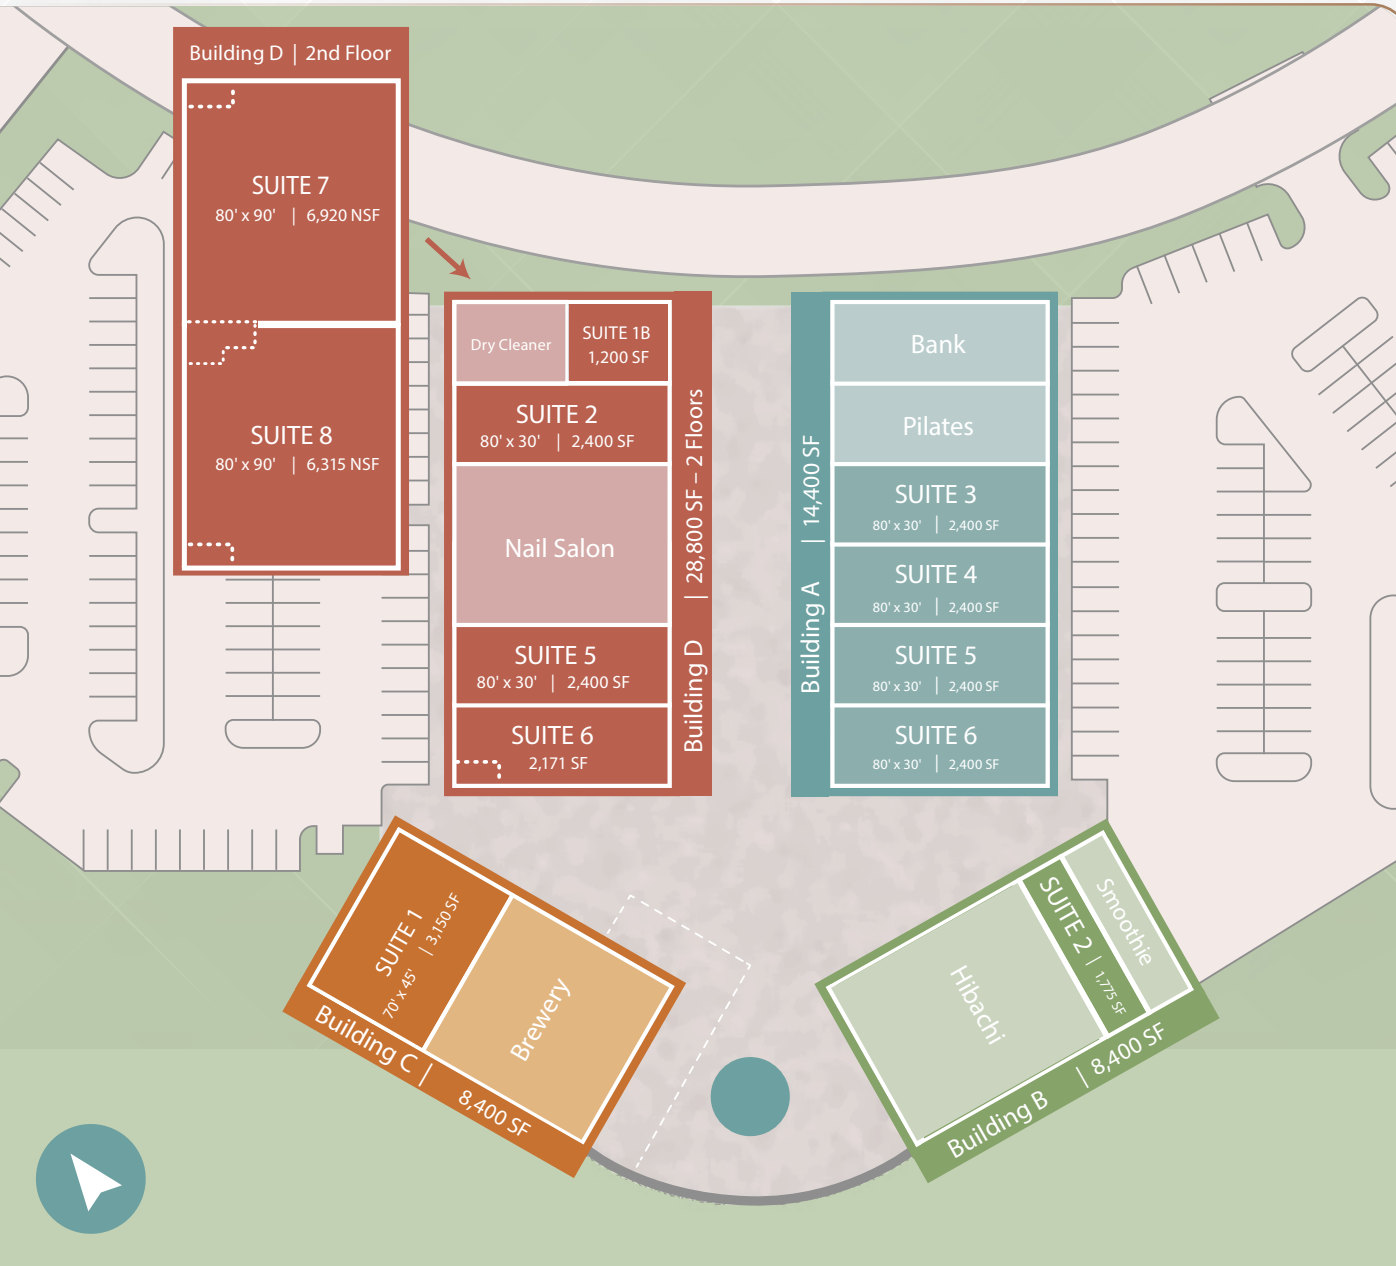 Building D | 2nd Floor
SUITE 7
80' x 90' | 6,920 NSF
SUITE 8
80' x 90' | 6,315 NSF
Dry Cleaner
SUITE 1B
1,200 SF
SUITE 2
80' x 30' | 2,400 SF
Nail Salon
SUITE 5
80' x 30' | 2,400 SF
SUITE 6
2,171 SF
Building D | 28,800 SF – 2 Floors
Building A | 14,400 SF
Bank
Pilates
SUITE 3
80' x 30' | 2,400 SF
SUITE 4
80' x 30' | 2,400 SF
SUITE 5
80' x 30' | 2,400 SF
SUITE 6
80' x 30' | 2,400 SF
SUITE 1
70' x 45' | 3,150 SF
Brewery
Building C | 8,400 SF
Hibachi
SUITE 2 | 1,775 SF
Smoothie
Building B | 8,400 SF